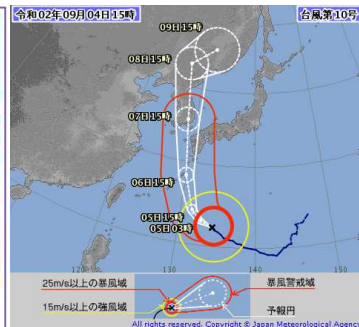 令和02年09月04日15時
台風第10号
09日15時
08日15時
07日15時
06日15時
05日15時
05日03時
120
130
140
150
25m/s以上の暴風域
15m/s以上の強風域
暴風警戒域
予報円
All rights reserved. Copyright © Japan Meteorological Agency